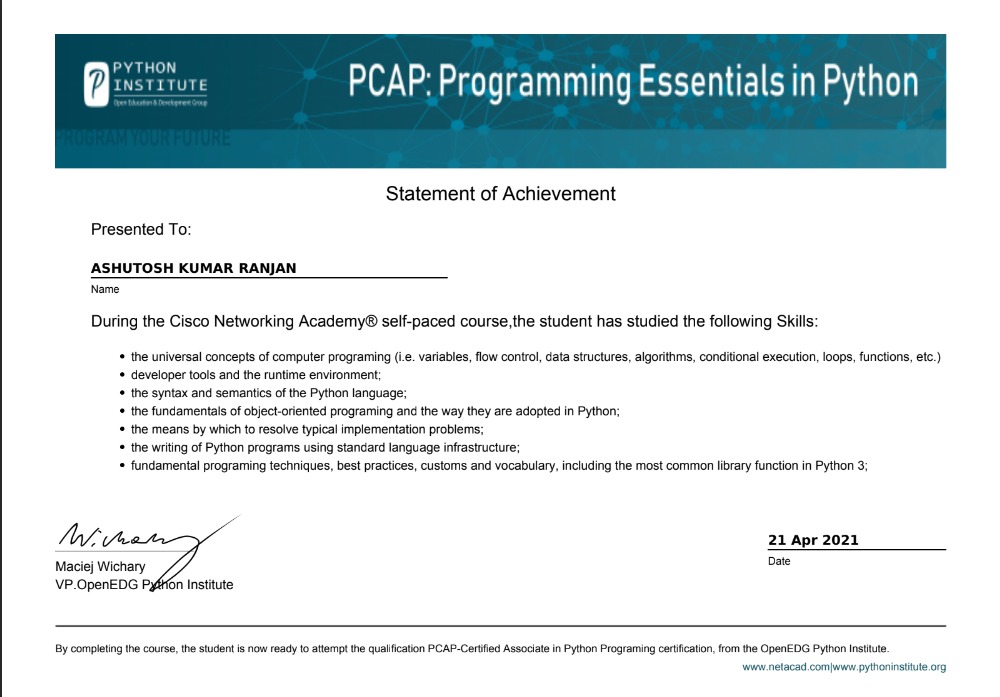 PYTHON
INSTITUTE
Open Education & Development Group
PCAP: Programming Essentials in Python
PROGRAM YOUR FUTURE
Statement of Achievement
Presented To:
ASHUTOSH KUMAR RANJAN
Name
During the Cisco Networking Academy® self-paced course,the student has studied the following Skills:
• the universal concepts of computer programing (i.e. variables, flow control, data structures, algorithms, conditional execution, loops, functions, etc.)
• developer tools and the runtime environment;
• the syntax and semantics of the Python language;
• the fundamentals of object-oriented programing and the way they are adopted in Python;
• the means by which to resolve typical implementation problems;
• the writing of Python programs using standard language infrastructure;
• fundamental programing techniques, best practices, customs and vocabulary, including the most common library function in Python 3;
W.chary
Maciej Wichary
VP.OpenEDG Python Institute
21 Apr 2021
Date
By completing the course, the student is now ready to attempt the qualification PCAP-Certified Associate in Python Programing certification, from the OpenEDG Python Institute.
www.netacad.com|www.pythoninstitute.org